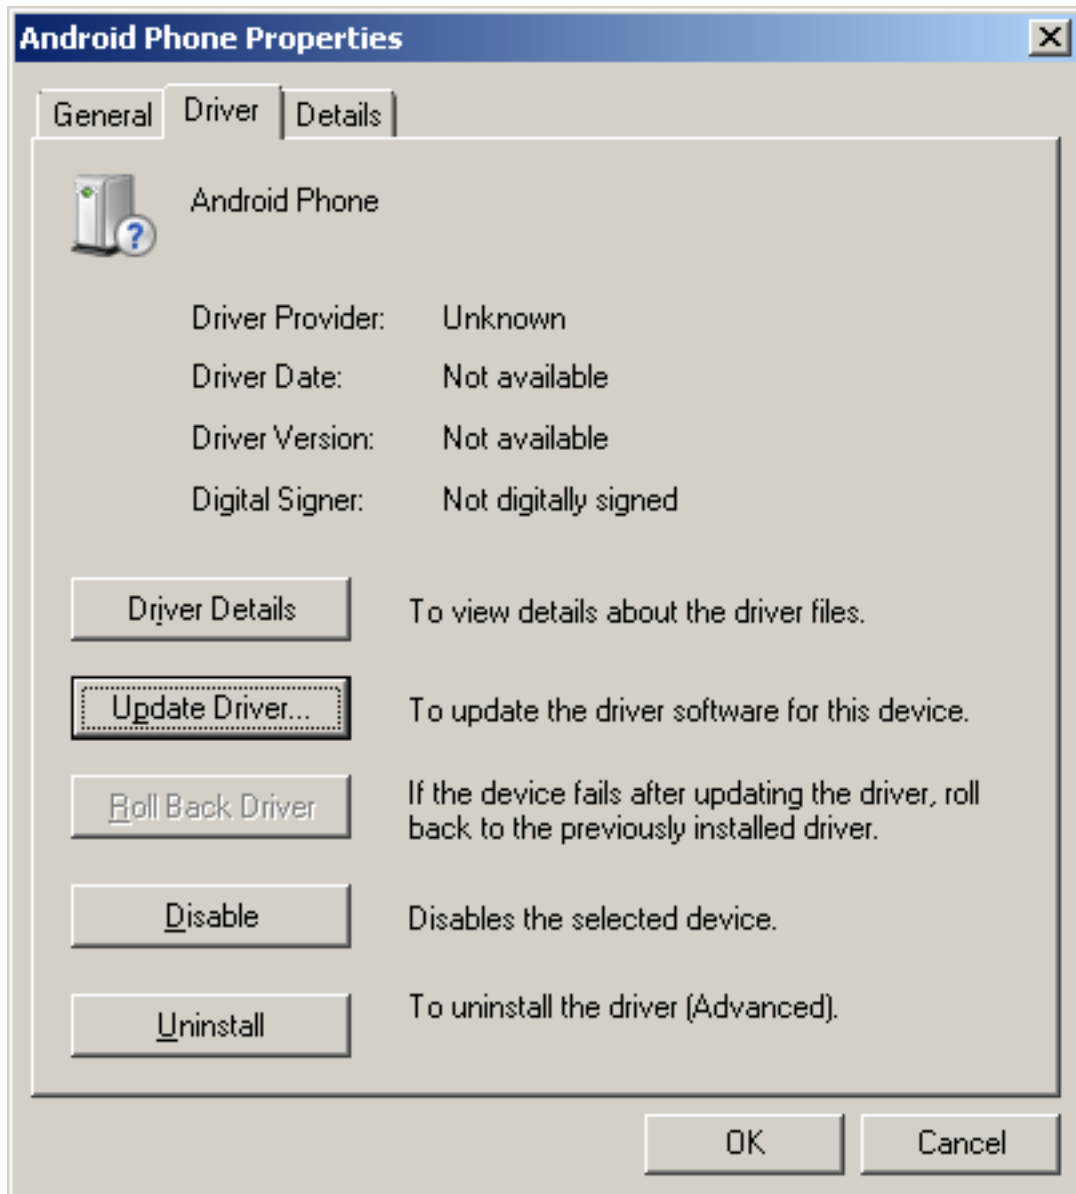 Android Phone Properties
General Driver Details
Android Phone
Driver Provider: Unknown
Driver Date: Not available
Driver Version: Not available
Digital Signer: Not digitally signed
Driver Details To view details about the driver files.
Update Driver... To update the driver software for this device.
Roll Back Driver If the device fails after updating the driver, roll
back to the previously installed driver.
Disable Disables the selected device.
Uninstall To uninstall the driver (Advanced).
OK Cancel